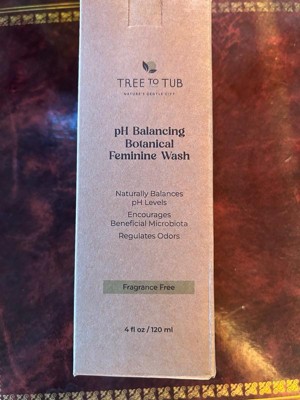 TREE TO TUB
NATURE'S GENTLE GIFT
pH Balancing
Botanical
Feminine Wash
Naturally Balances
pH Levels
Encourages
Beneficial Microbiota
Regulates Odors
Fragrance Free
4 fl oz / 120 ml